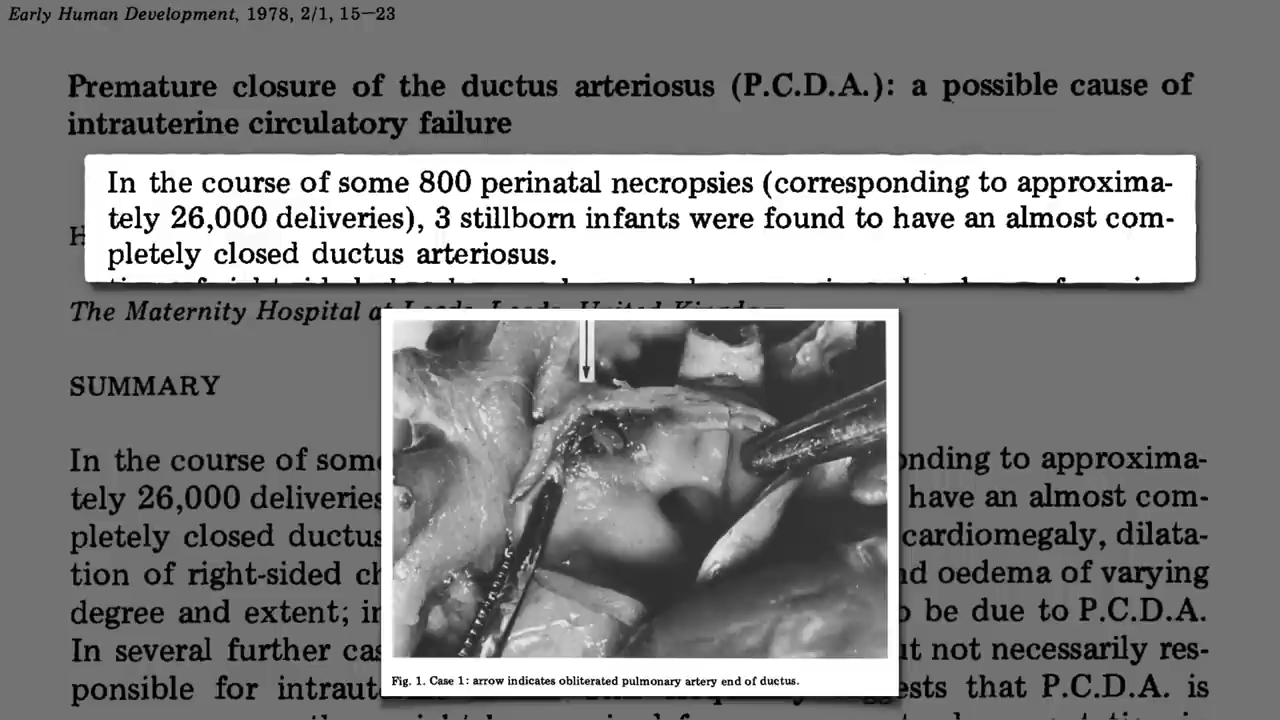 Early Human Development, 1978, 2/1, 15—23
Premature closure of the ductus arteriosus (P.C.D.A.): a possible cause of
intrauterine circulatory failure
In the course of some 800 perinatal necropsies (corresponding to approxima-
tely 26,000 deliveries), 3 stillborn infants were found to have an almost com-
pletely closed ductus arteriosus.
H
The Maternity Hospital at Leeds, Leeds, United Kingdom
SUMMARY
In the course of some
onding to approxima-
tely 26,000 deliveries
have an almost com-
pletely closed ductus
cardiomegaly, dilata-
tion of right-sided ch
nd oedema of varying
degree and extent; in
o be due to P.C.D.A.
In several further cas
ut not necessarily res-
ponsible for intraut
ests that P.C.D.A. is
Fig. 1. Case 1: arrow indicates obliterated pulmonary artery end of ductus.